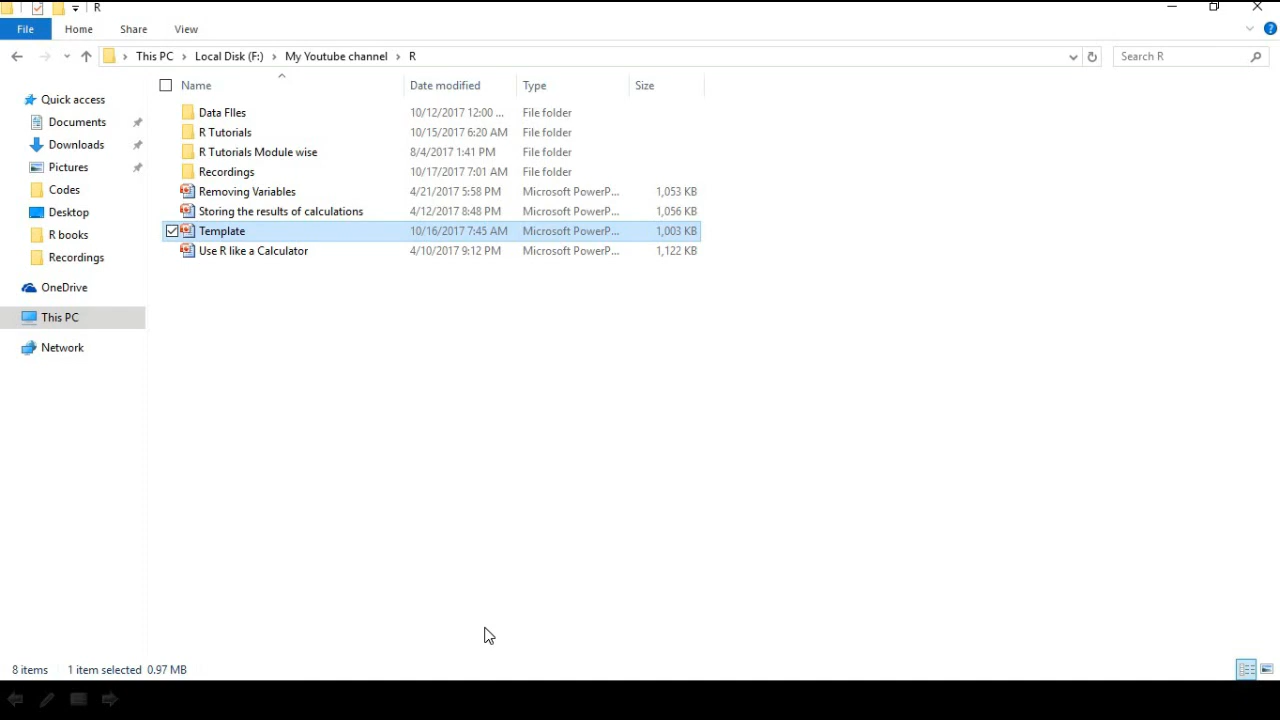 R
File Home Share View
This PC Local Disk (F:) My Youtube channel R Search R
Name Date modified Type Size
Quick access
Documents
Downloads
Pictures
Codes
Desktop
R books
Recordings
OneDrive
This PC
Network
Data FIles 10/12/2017 12:00 ... File folder
R Tutorials 10/15/2017 6:20 AM File folder
R Tutorials Module wise 8/4/2017 1:41 PM File folder
Recordings 10/17/2017 7:01 AM File folder
Removing Variables 4/21/2017 5:58 PM Microsoft PowerP... 1,053 KB
Storing the results of calculations 4/12/2017 8:48 PM Microsoft PowerP... 1,056 KB
Template 10/16/2017 7:45 AM Microsoft PowerP... 1,003 KB
Use R like a Calculator 4/10/2017 9:12 PM Microsoft PowerP... 1,122 KB
8 items 1 item selected 0.97 MB